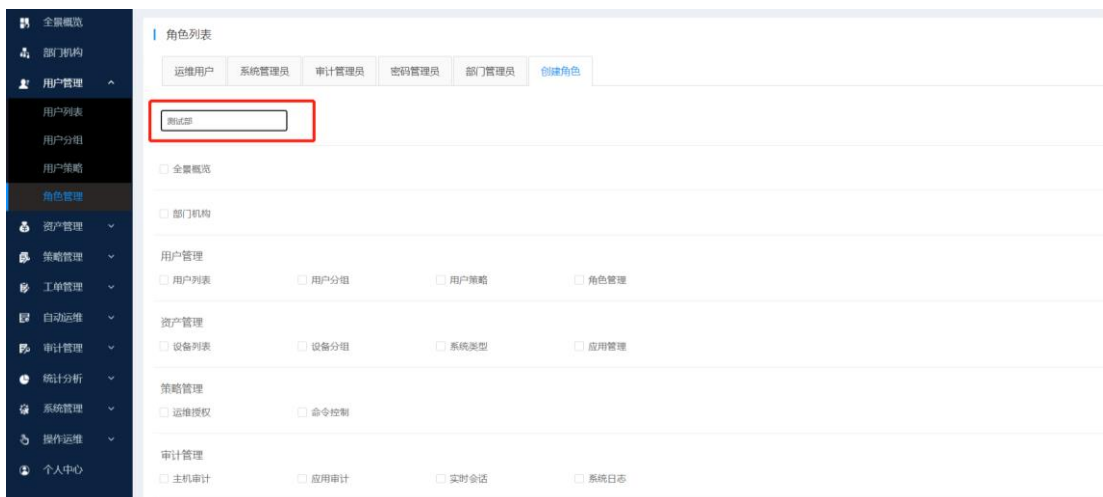 全景概览
部门机构
用户管理
用户列表
用户分组
用户策略
角色管理
资产管理
策略管理
工单管理
自动运维
审计管理
统计分析
系统管理
操作运维
个人中心
角色列表
运维用户 系统管理员 审计管理员 密码管理员 部门管理员 创建角色
测试部
全景概览
部门机构
用户管理
用户列表 用户分组 用户策略 角色管理
资产管理
设备列表 设备分组 系统类型 应用管理
策略管理
运维授权 命令控制
审计管理
主机审计 应用审计 实时会话 系统日志